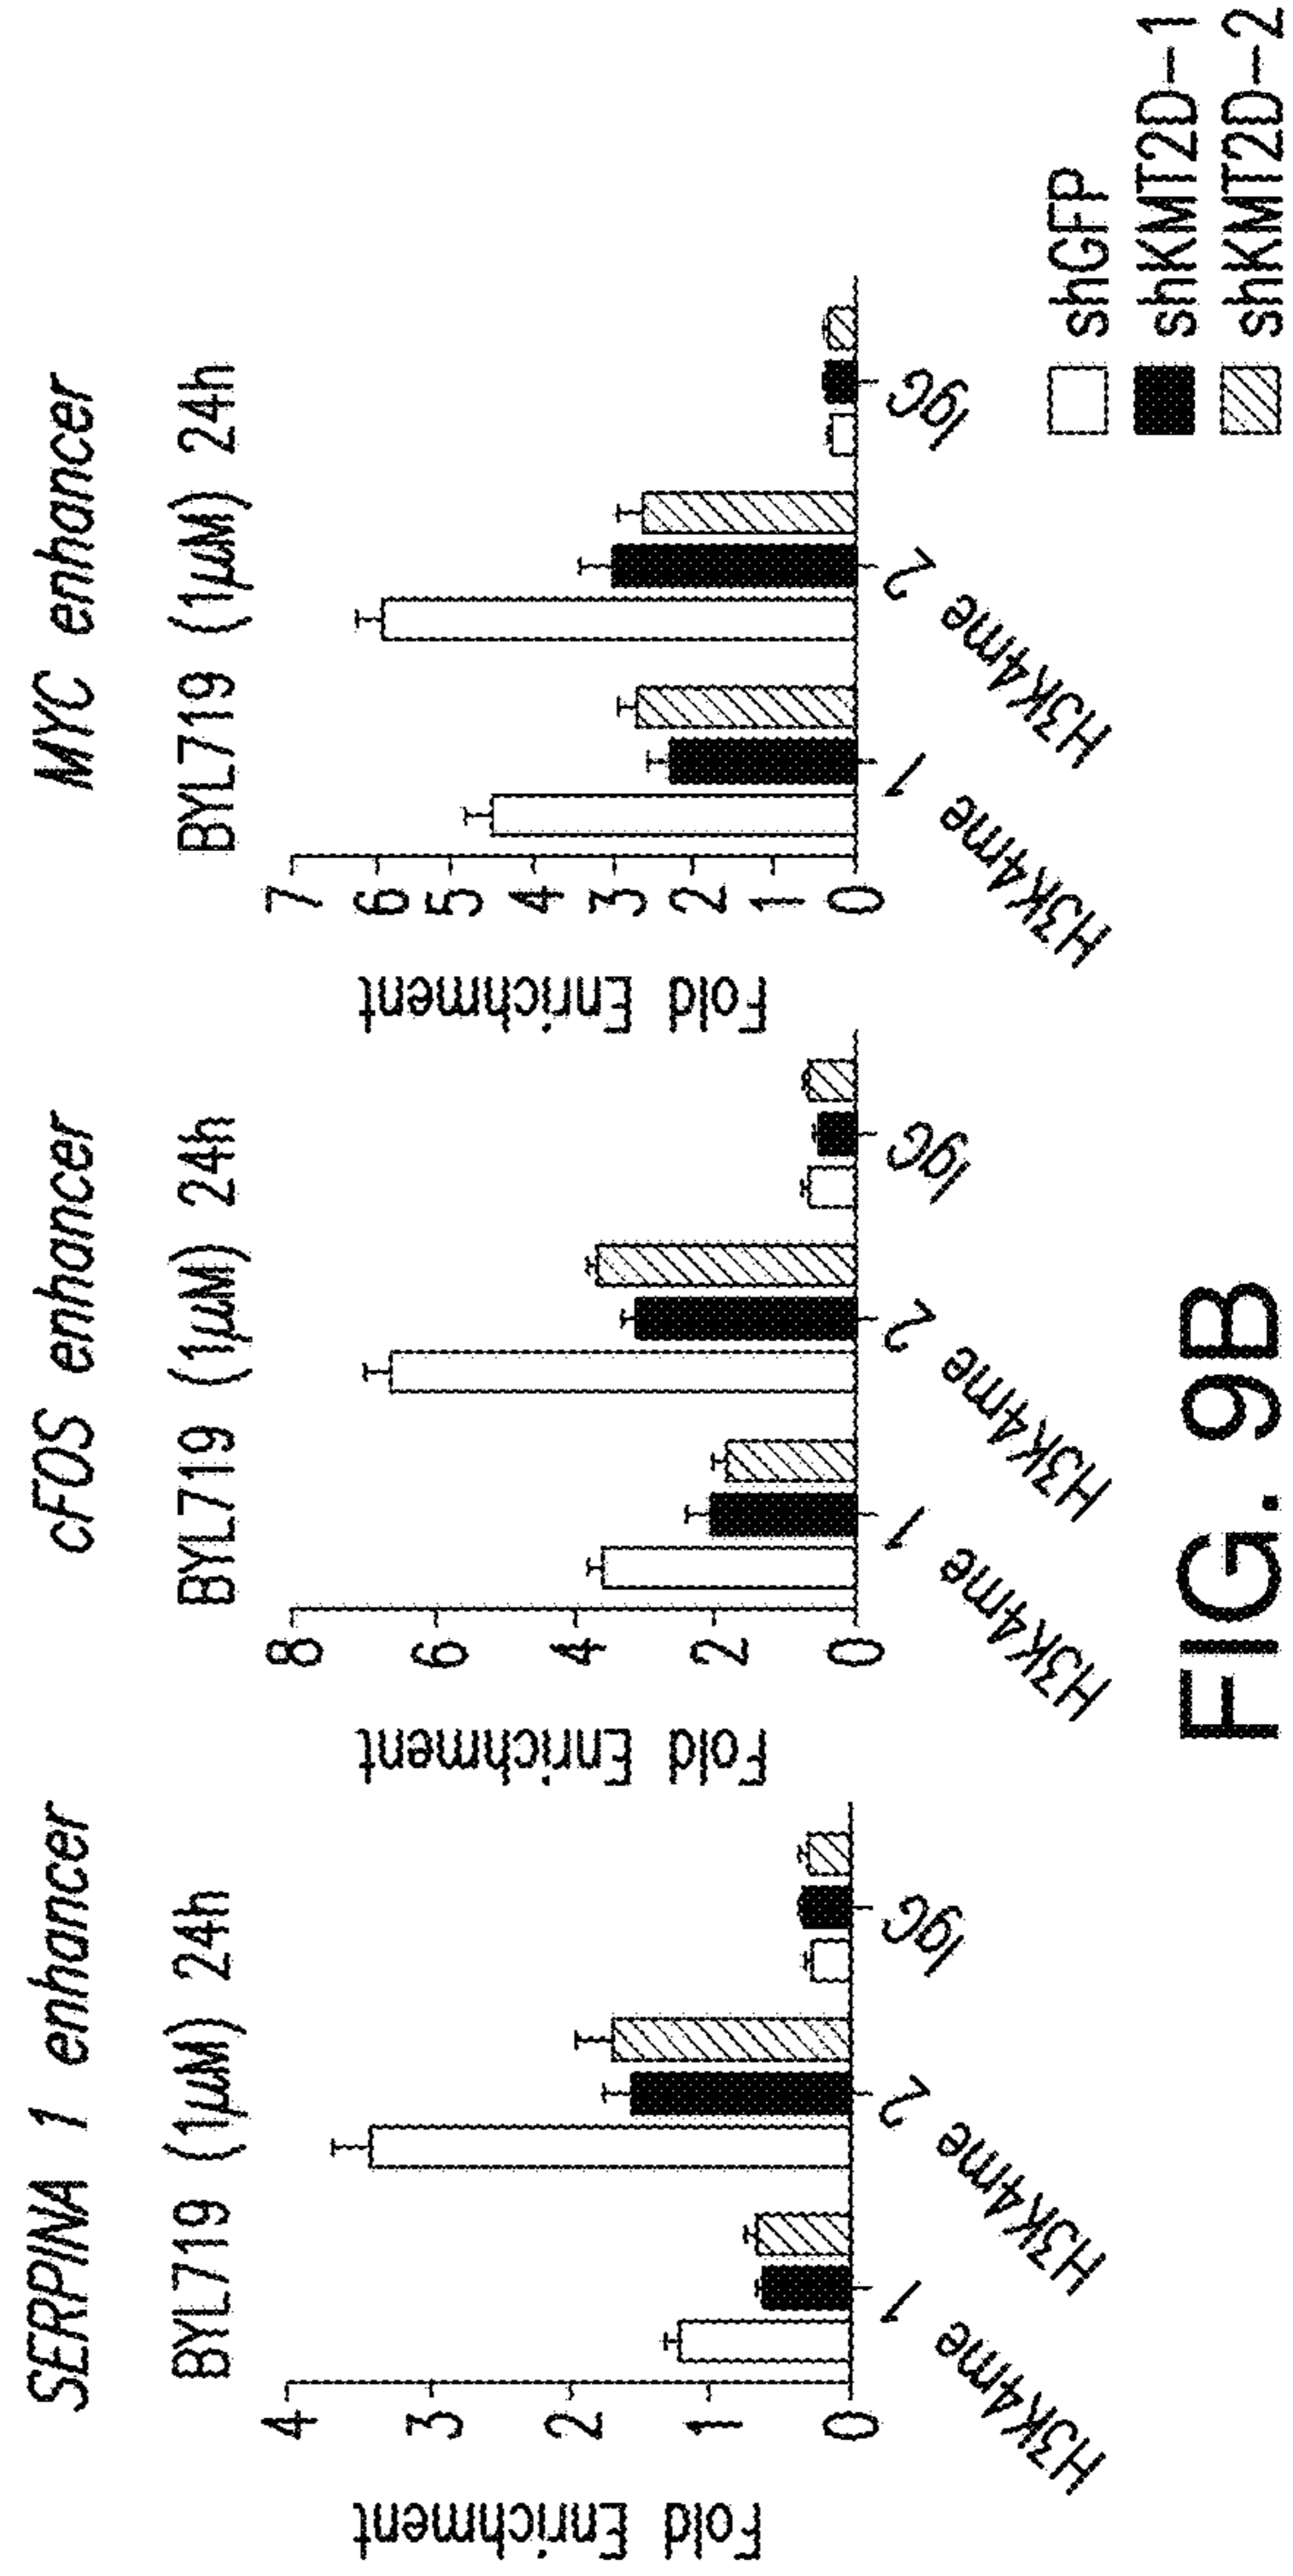 SERPINA 1 enhancer
BYL719 (1µM) 24h
Fold Enrichment
4
3
2
1
0
H3K4me 1
H3K4me 2
IgG
cFOS enhancer
BYL719 (1µM) 24h
Fold Enrichment
8
6
4
2
0
H3K4me 1
H3K4me 2
IgG
MYC enhancer
BYL719 (1µM) 24h
Fold Enrichment
7
6
5
4
3
2
1
0
H3K4me 1
H3K4me 2
IgG
shGFP
shKMT2D-1
shKMT2D-2
FIG. 9B